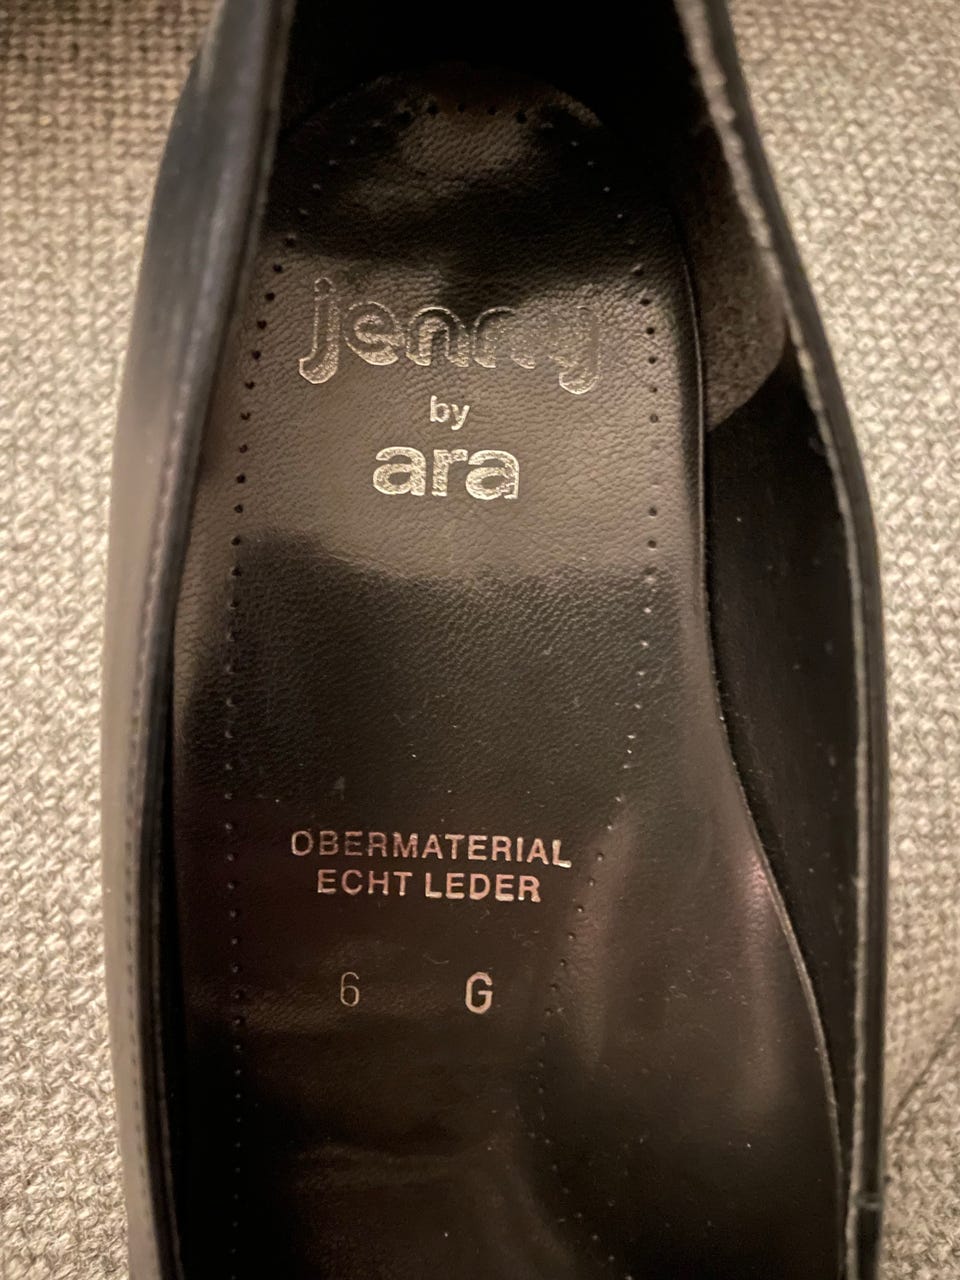 jenny
by
ara
OBERMATERIAL
ECHT LEDER
6 G